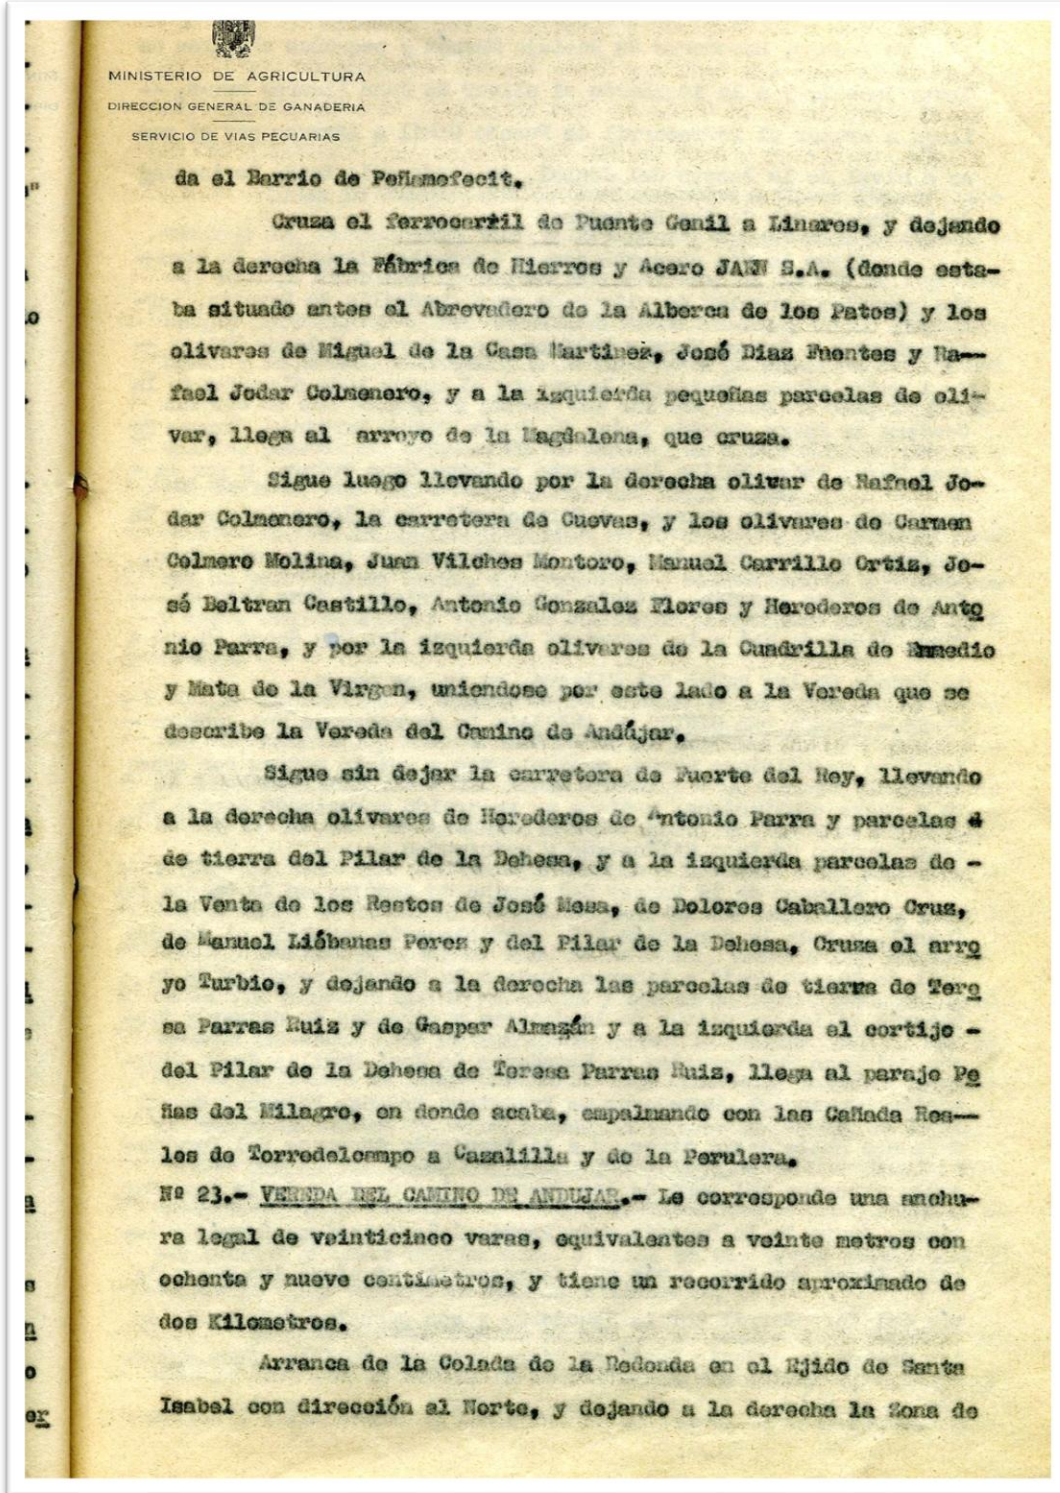 MINISTERIO DE AGRICULTURA
DIRECCION GENERAL DE GANADERIA
SERVICIO DE VIAS PECUARIAS
da el Barrio de Peñamefecit.
Cruza el ferrocarril de Puente Genil a Linares, y dejando
a la derecha la Fábrica de Hierros y Acero JAEN S.A. (donde esta-
ba situado antes el Abrevadero de la Alberca de los Patos) y los
olivares de Miguel de la Casa Martinez, José Diaz Fuentes y Ra--
fael Jodar Colmenero, y a la izquierda pequeñas parcelas de oli-
var, llega al arroyo de la Magdalena, que cruza.
Sigue luego llevando por la derecha olivar de Rafael Jo-
dar Colmenero, la carretera de Cuevas, y los olivares de Carmen
Colmero Molina, Juan Vilches Montoro, Manuel Carrillo Ortiz, Jo-
sé Beltran Castillo, Antonio Gonzalez Flores y Herederos de Anto
nio Parra, y por la izquierda olivares de la Cuadrilla de Enmedio
y Mata de la Virgen, uniendose por este lado a la Vereda que se
describe la Vereda del Camino de Andújar.
Sigue sin dejar la carretera de Fuerte del Rey, llevando
a la derecha olivares de Herederos de Antonio Parra y parcelas d
de tierra del Pilar de la Dehesa, y a la izquierda parcelas de -
la Venta de los Rastos de José Mesa, de Dolores Caballero Cruz,
de Manuel Liébanas Perez y del Pilar de la Dehesa, Cruza el arro
yo Turbio, y dejando a la derecha las parcelas de tierra de Tere
sa Parras Ruiz y de Gaspar Almazán y a la izquierda el cortijo -
del Pilar de la Dehesa de Teresa Parras Ruiz, llega al paraje Pe
ñas del Milagro, en donde acaba, empalmando con las Cañada Rea--
les de Torredelcampo a Cazalilla y de la Perulera.
Nº 23.- VEREDA DEL CAMINO DE ANDUJAR.- Le corresponde una anchu-
ra legal de veinticinco varas, equivalentes a veinte metros con
ochenta y nueve centimetros, y tiene un recorrido aproximado de
dos Kilometros.
Arranca de la Colada de la Redonda en el Ejido de Santa
Isabel con dirección al Norte, y dejando a la derecha la Zona de